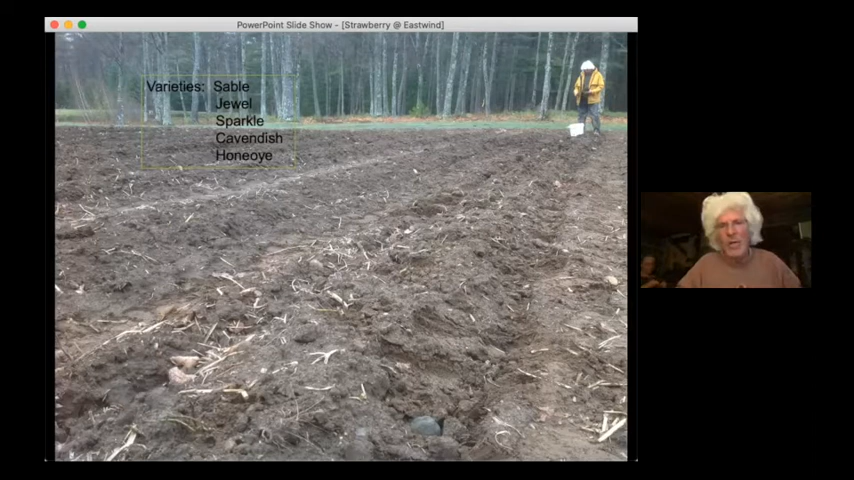 PowerPoint Slide Show - [Strawberry @ Eastwind]
Varieties: Sable
Jewel
Sparkle
Cavendish
Honeoye